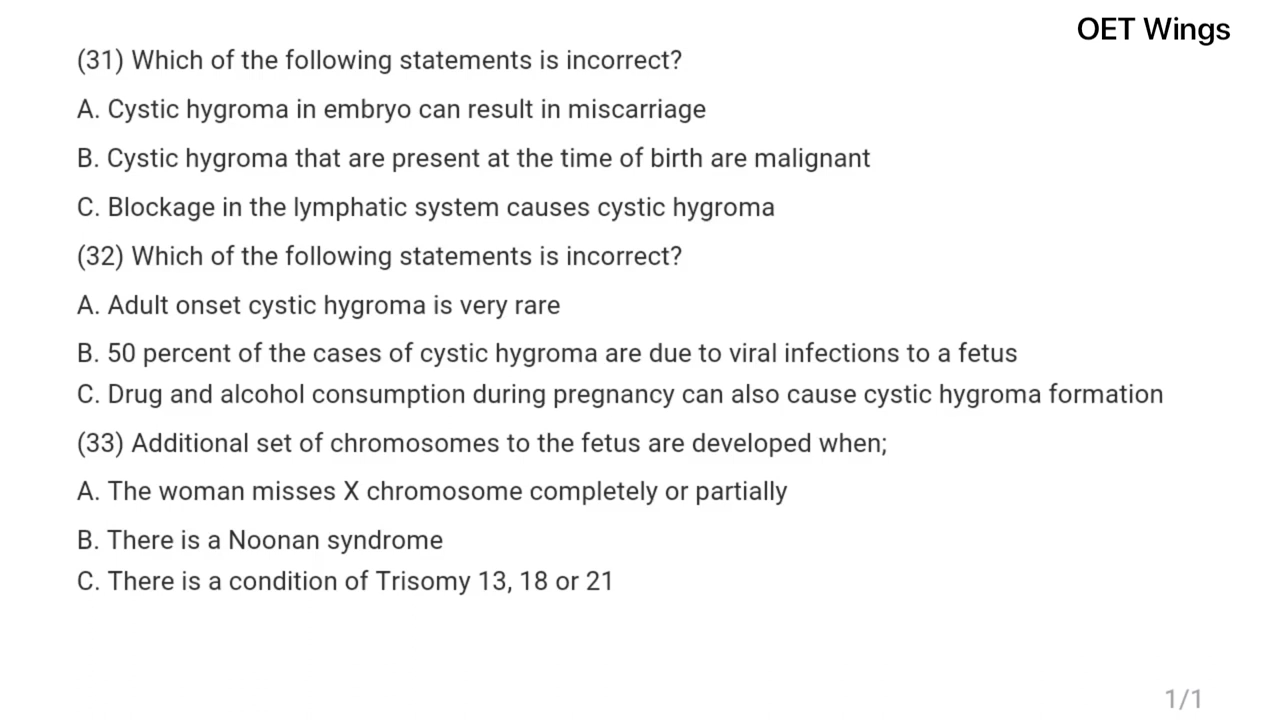 OET Wings
(31) Which of the following statements is incorrect?
A. Cystic hygroma in embryo can result in miscarriage
B. Cystic hygroma that are present at the time of birth are malignant
C. Blockage in the lymphatic system causes cystic hygroma
(32) Which of the following statements is incorrect?
A. Adult onset cystic hygroma is very rare
B. 50 percent of the cases of cystic hygroma are due to viral infections to a fetus
C. Drug and alcohol consumption during pregnancy can also cause cystic hygroma formation
(33) Additional set of chromosomes to the fetus are developed when;
A. The woman misses X chromosome completely or partially
B. There is a Noonan syndrome
C. There is a condition of Trisomy 13, 18 or 21
1/1